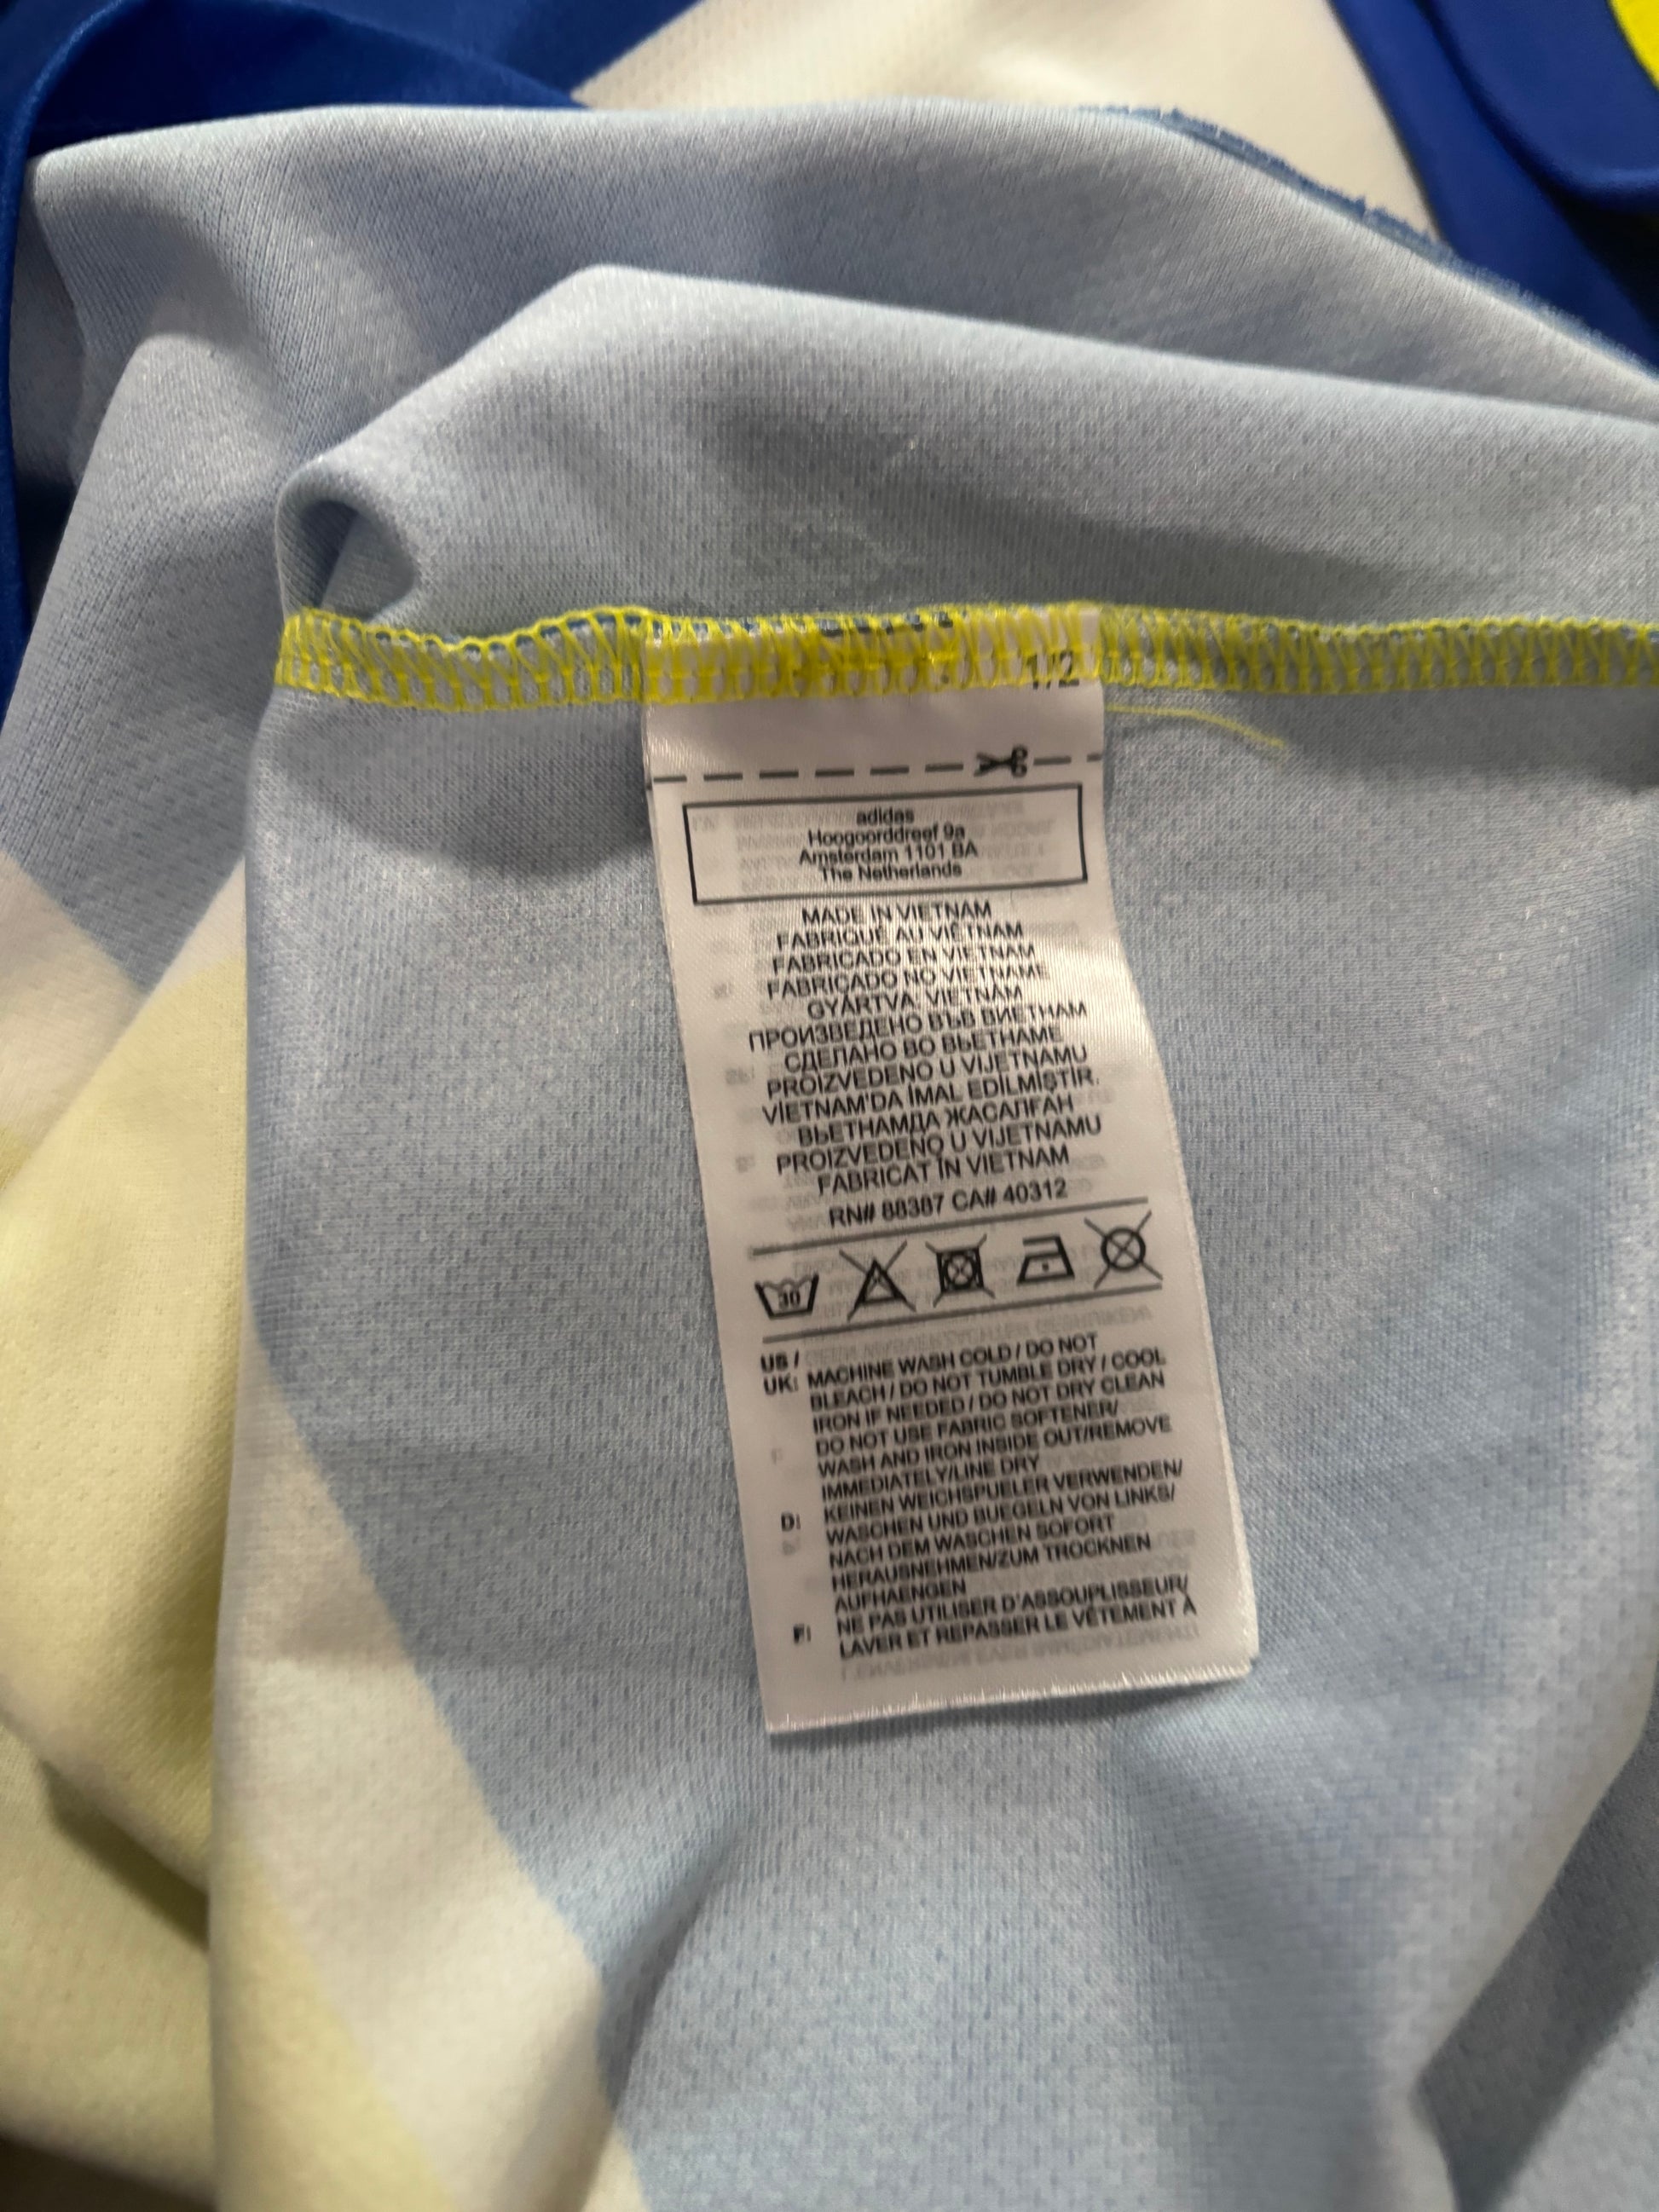 1/2
adidas
Hoogoorddreef 9a
Amsterdam 1101 BA
The Netherlands
MADE IN VIETNAM
FABRIQUÉ AU VIÊTNAM
FABRICADO EN VIETNAM
FABRICADO NO VIETNAME
GYÁRTVA: VIETNÁM
ПРОИЗВЕДЕНО ВЪВ ВИЕТНАМ
СДЕЛАНО ВО ВЬЕТНАМЕ
PROIZVEDENO U VIJETNAMU
VİETNAM'DA İMAL EDİLMİŞTİR.
ВЬЕТНАМДА ЖАСАЛҒАН
PROIZVEDENO U VIJETNAMU
FABRICAT ÎN VIETNAM
RN# 88387 CA# 40312
30
US /
UK: MACHINE WASH COLD / DO NOT
BLEACH / DO NOT TUMBLE DRY / COOL
IRON IF NEEDED / DO NOT DRY CLEAN
DO NOT USE FABRIC SOFTENER/
WASH AND IRON INSIDE OUT/REMOVE
IMMEDIATELY/LINE DRY
D: KEINEN WEICHSPUELER VERWENDEN/
WASCHEN UND BUEGELN VON LINKS/
NACH DEM WASCHEN SOFORT
HERAUSNEHMEN/ZUM TROCKNEN
AUFHAENGEN
F: NE PAS UTILISER D'ASSOUPLISSEUR/
LAVER ET REPASSER LE VÊTEMENT À